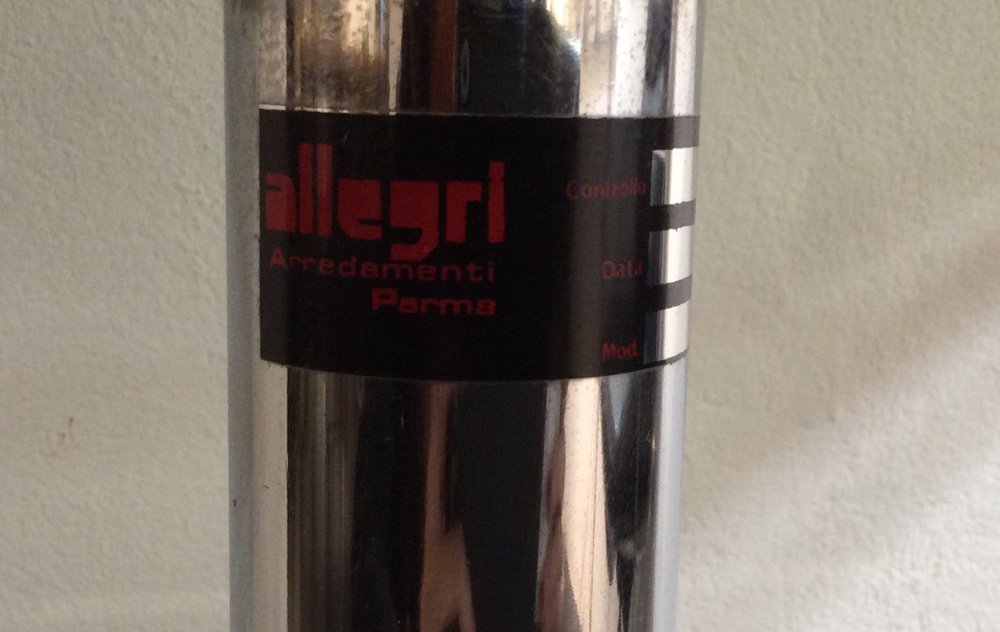 allegri
Arredamenti
Parma
Controllo
Data
Mod.